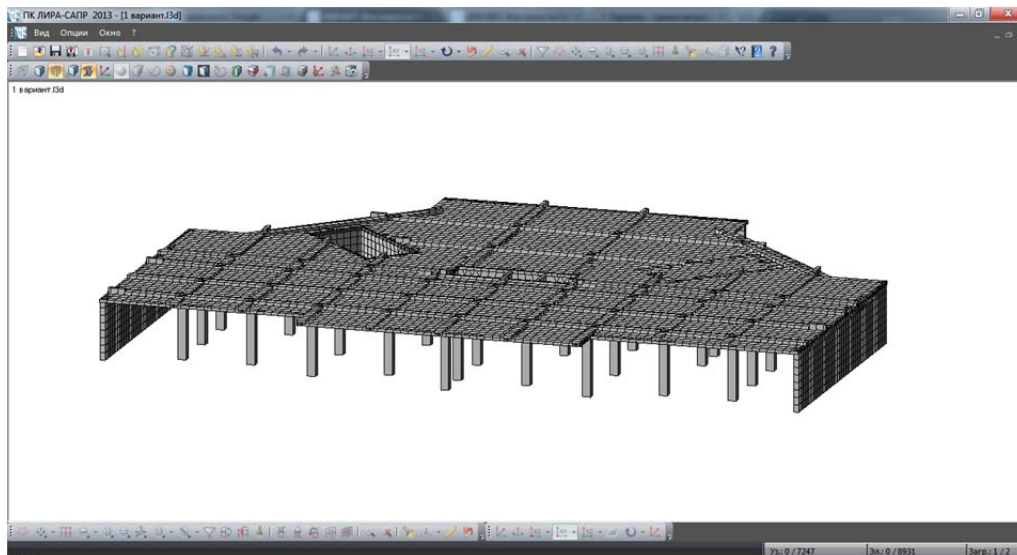 ПК ЛИРА-САПР 2013 - [1 вариант.l3d]
Вид Опции Окно ?
1 вариант.l3d
Уз.: 0 / 7247 Эл.: 0 / 8931 Загр.: 1 / 2